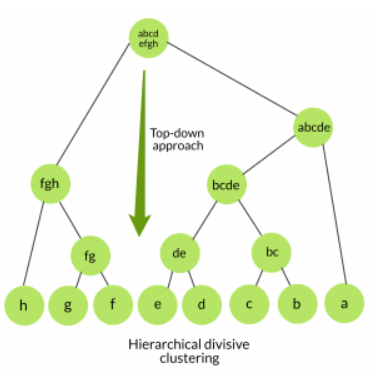 abcd
efgh
abcde
Top-down
approach
fgh
bcde
fg
de
bc
h
g
f
e
d
c
b
a
Hierarchical divisive
clustering